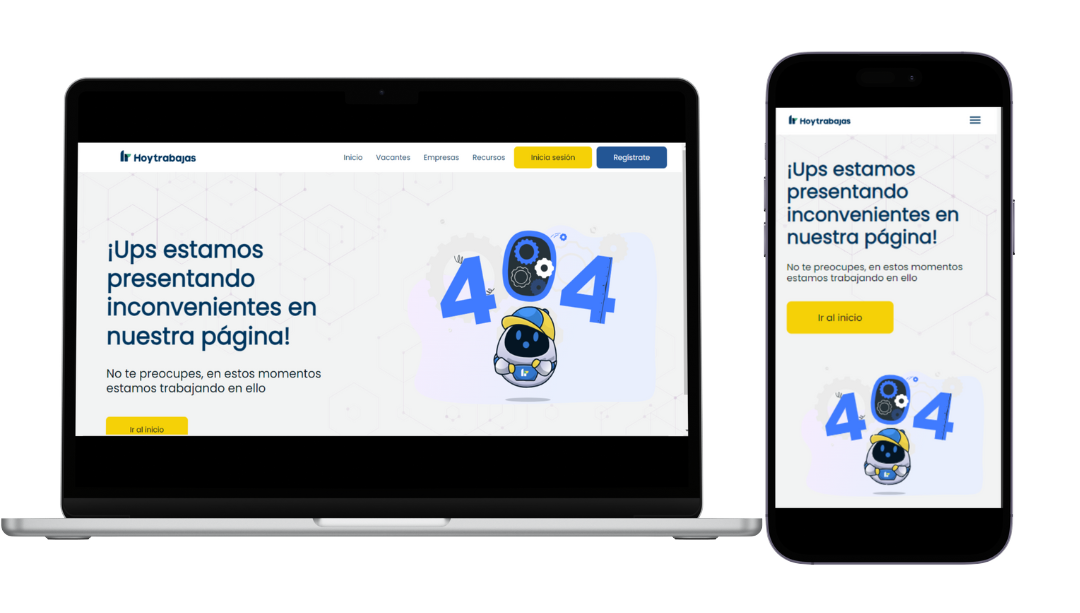 Hoytrabajas
Inicio Vacantes Empresas Recursos Inicio sesión Regístrate
¡Ups estamos
presentando
inconvenientes en
nuestra página!
No te preocupes, en estos momentos
estamos trabajando en ello
Ir al inicio
404
Hoytrabajas
¡Ups estamos
presentando
inconvenientes en
nuestra página!
No te preocupes, en estos momentos
estamos trabajando en ello
Ir al inicio
404